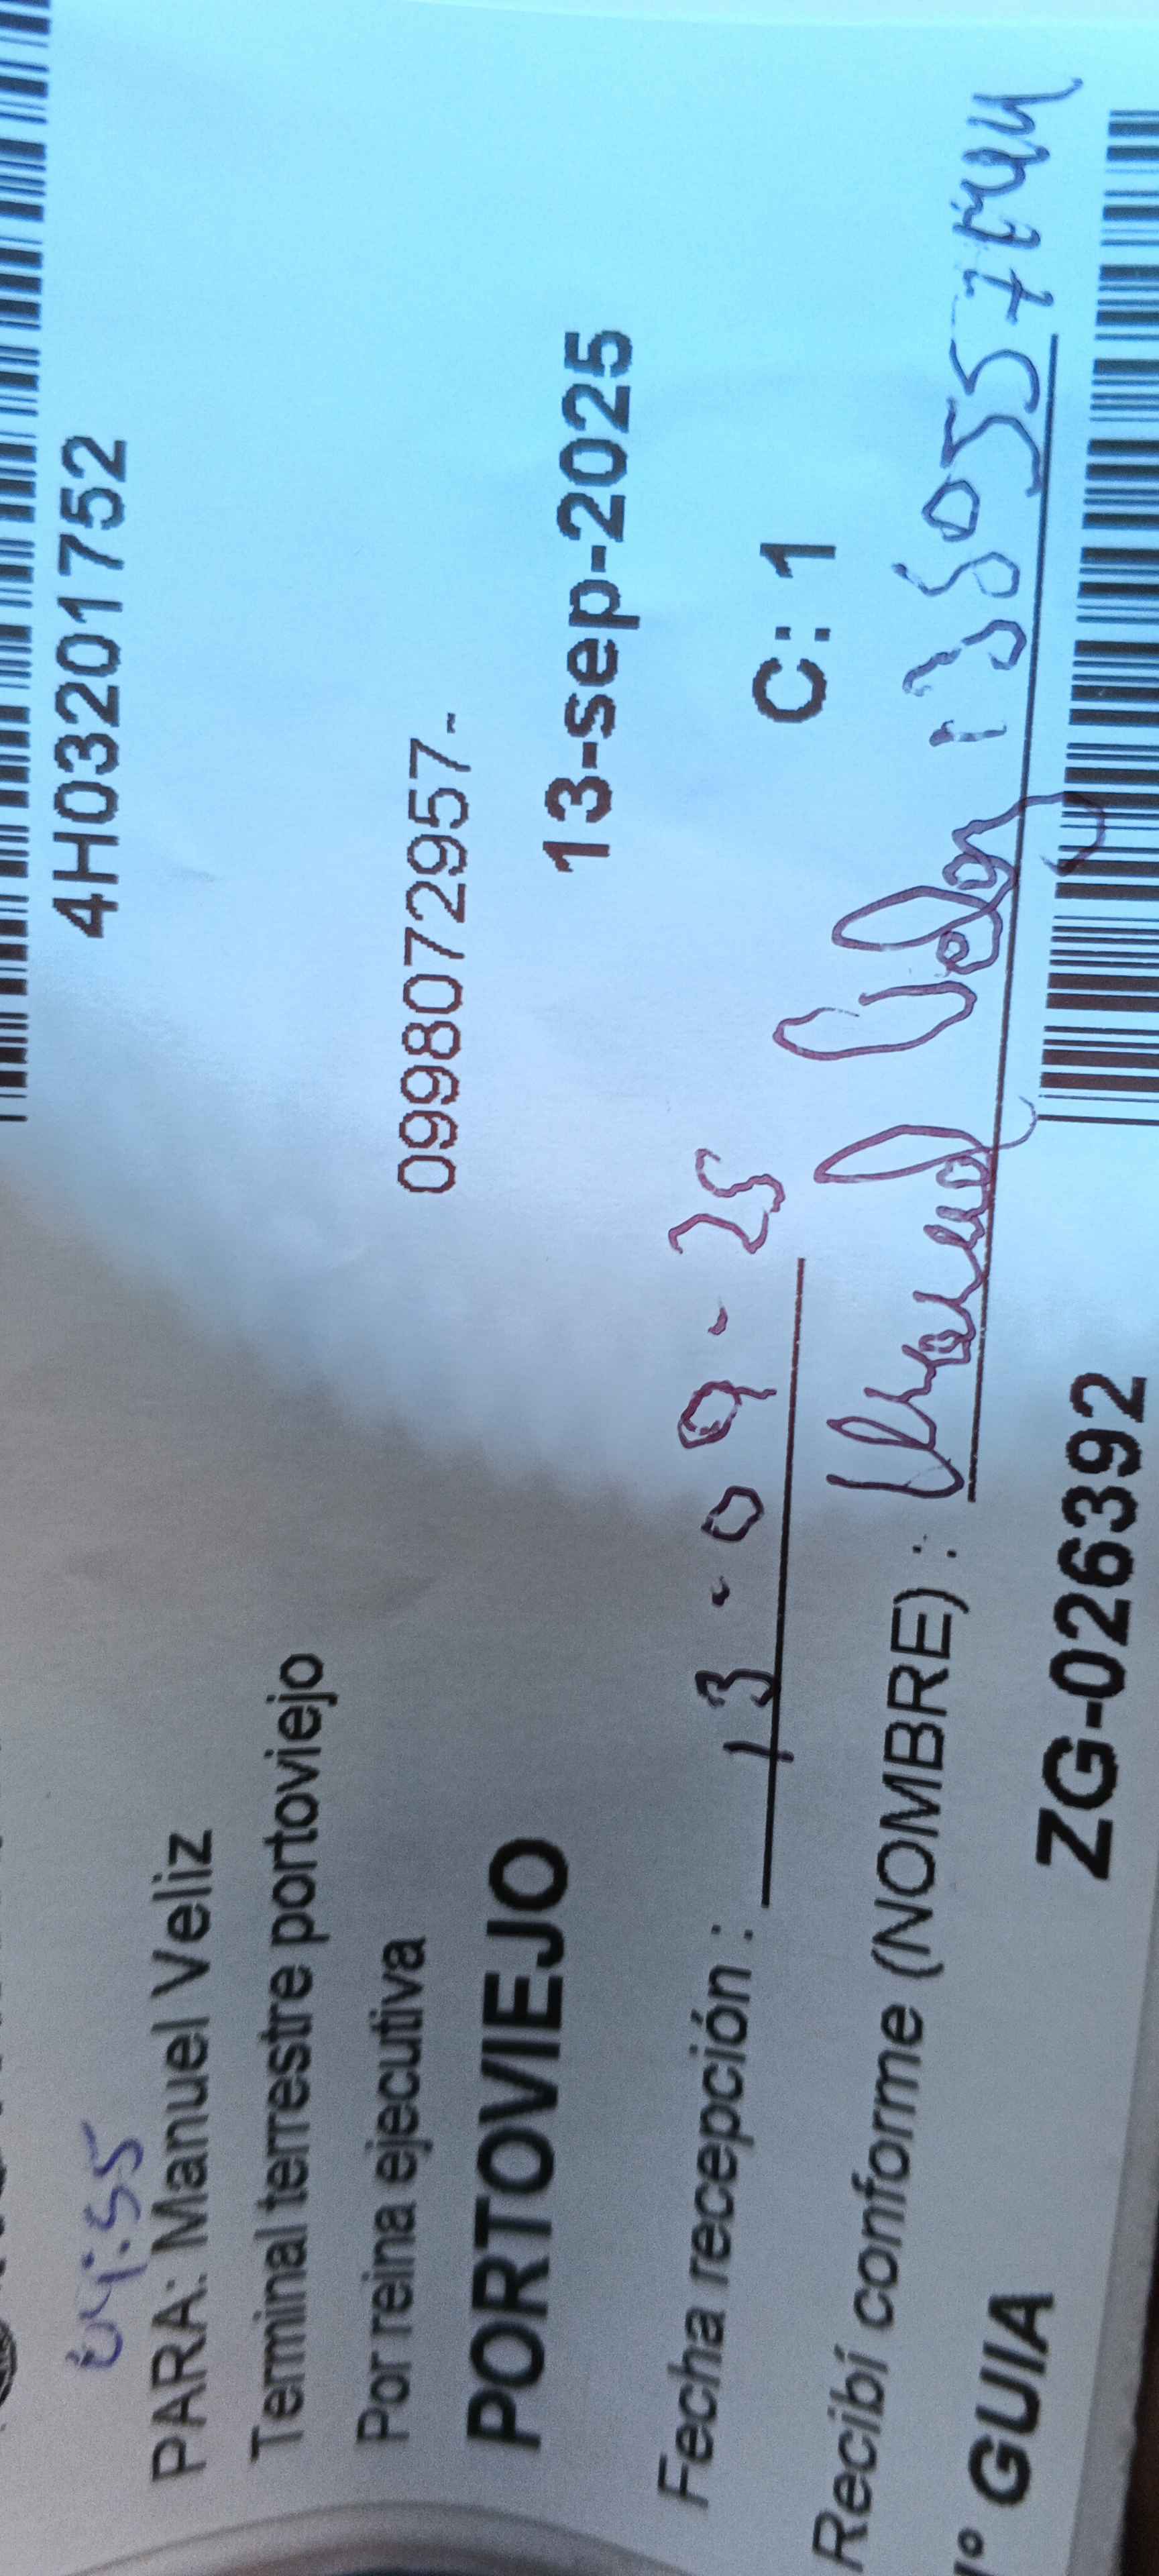 4H03201752
04:55
PARA: Manuel Veliz
Terminal terrestre portoviejo
Por reina ejecutiva 0998072957-
PORTOVIEJO 13-sep-2025
Fecha recepción : 13-09-25 C: 1
Recibí conforme (NOMBRE) :
GUIA ZG-026392